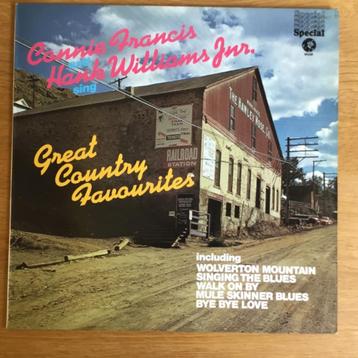 Connie Francis
Hank Williams Jnr.
sing
Special
MGM
Great
Country
Favourites
RAILROAD
STATION
including
WOLVERTON MOUNTAIN
SINGING THE BLUES
WALK ON BY
MULE SKINNER BLUES
BYE BYE LOVE